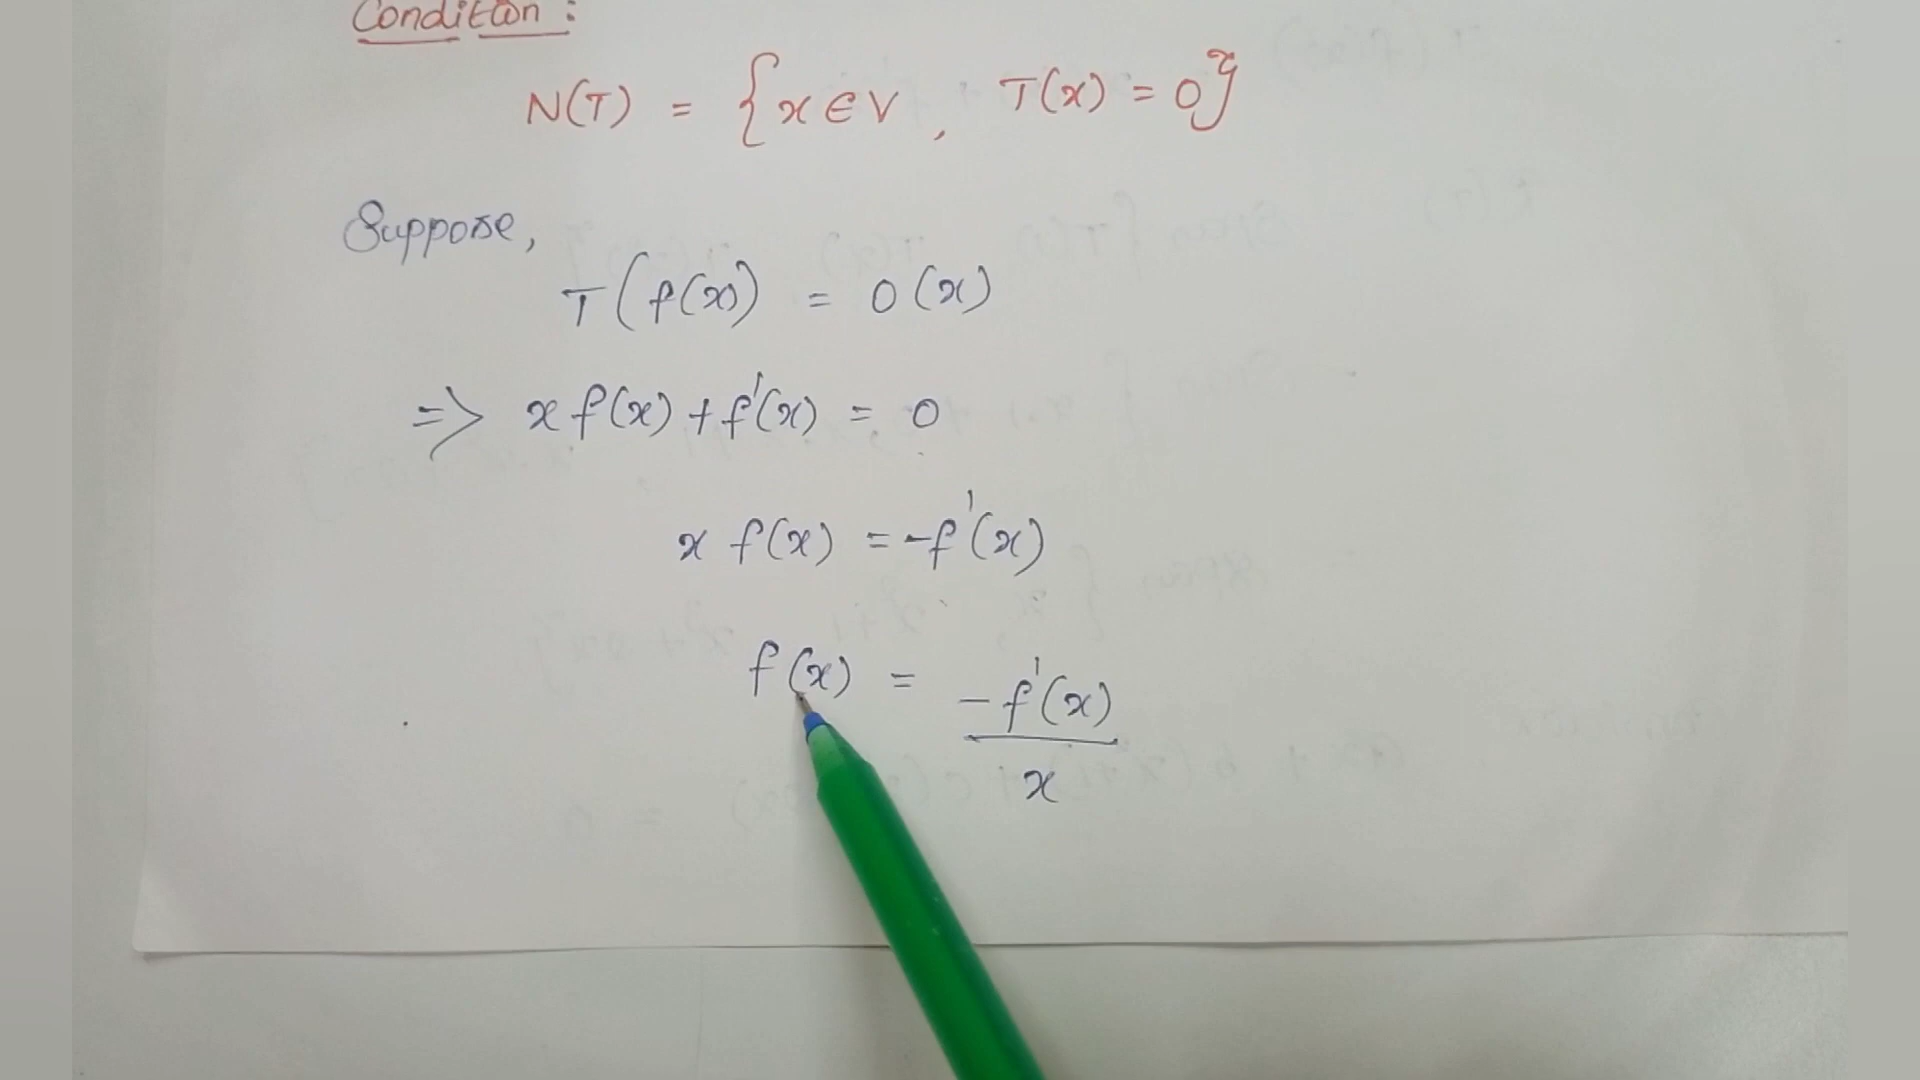 Condition :
N(T) = {x ∈ V , T(x) = 0}
Suppose,
T(f(x)) = 0(x)
=> x f(x) + f'(x) = 0
x f(x) = -f'(x)
f(x) = -f'(x)
x